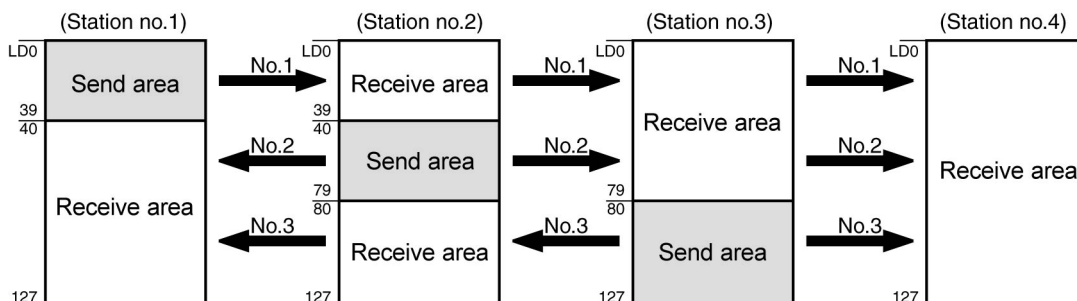 (Station no.1) (Station no.2) (Station no.3) (Station no.4)
LD0 LD0 LD0 LD0
Send area No.1 Receive area No.1 No.1
39 39
40 40
Receive area
No.2 Send area No.2 No.2
Receive area
Receive area
79 79
80 80
No.3 Receive area No.3 Send area No.3
127 127 127 127